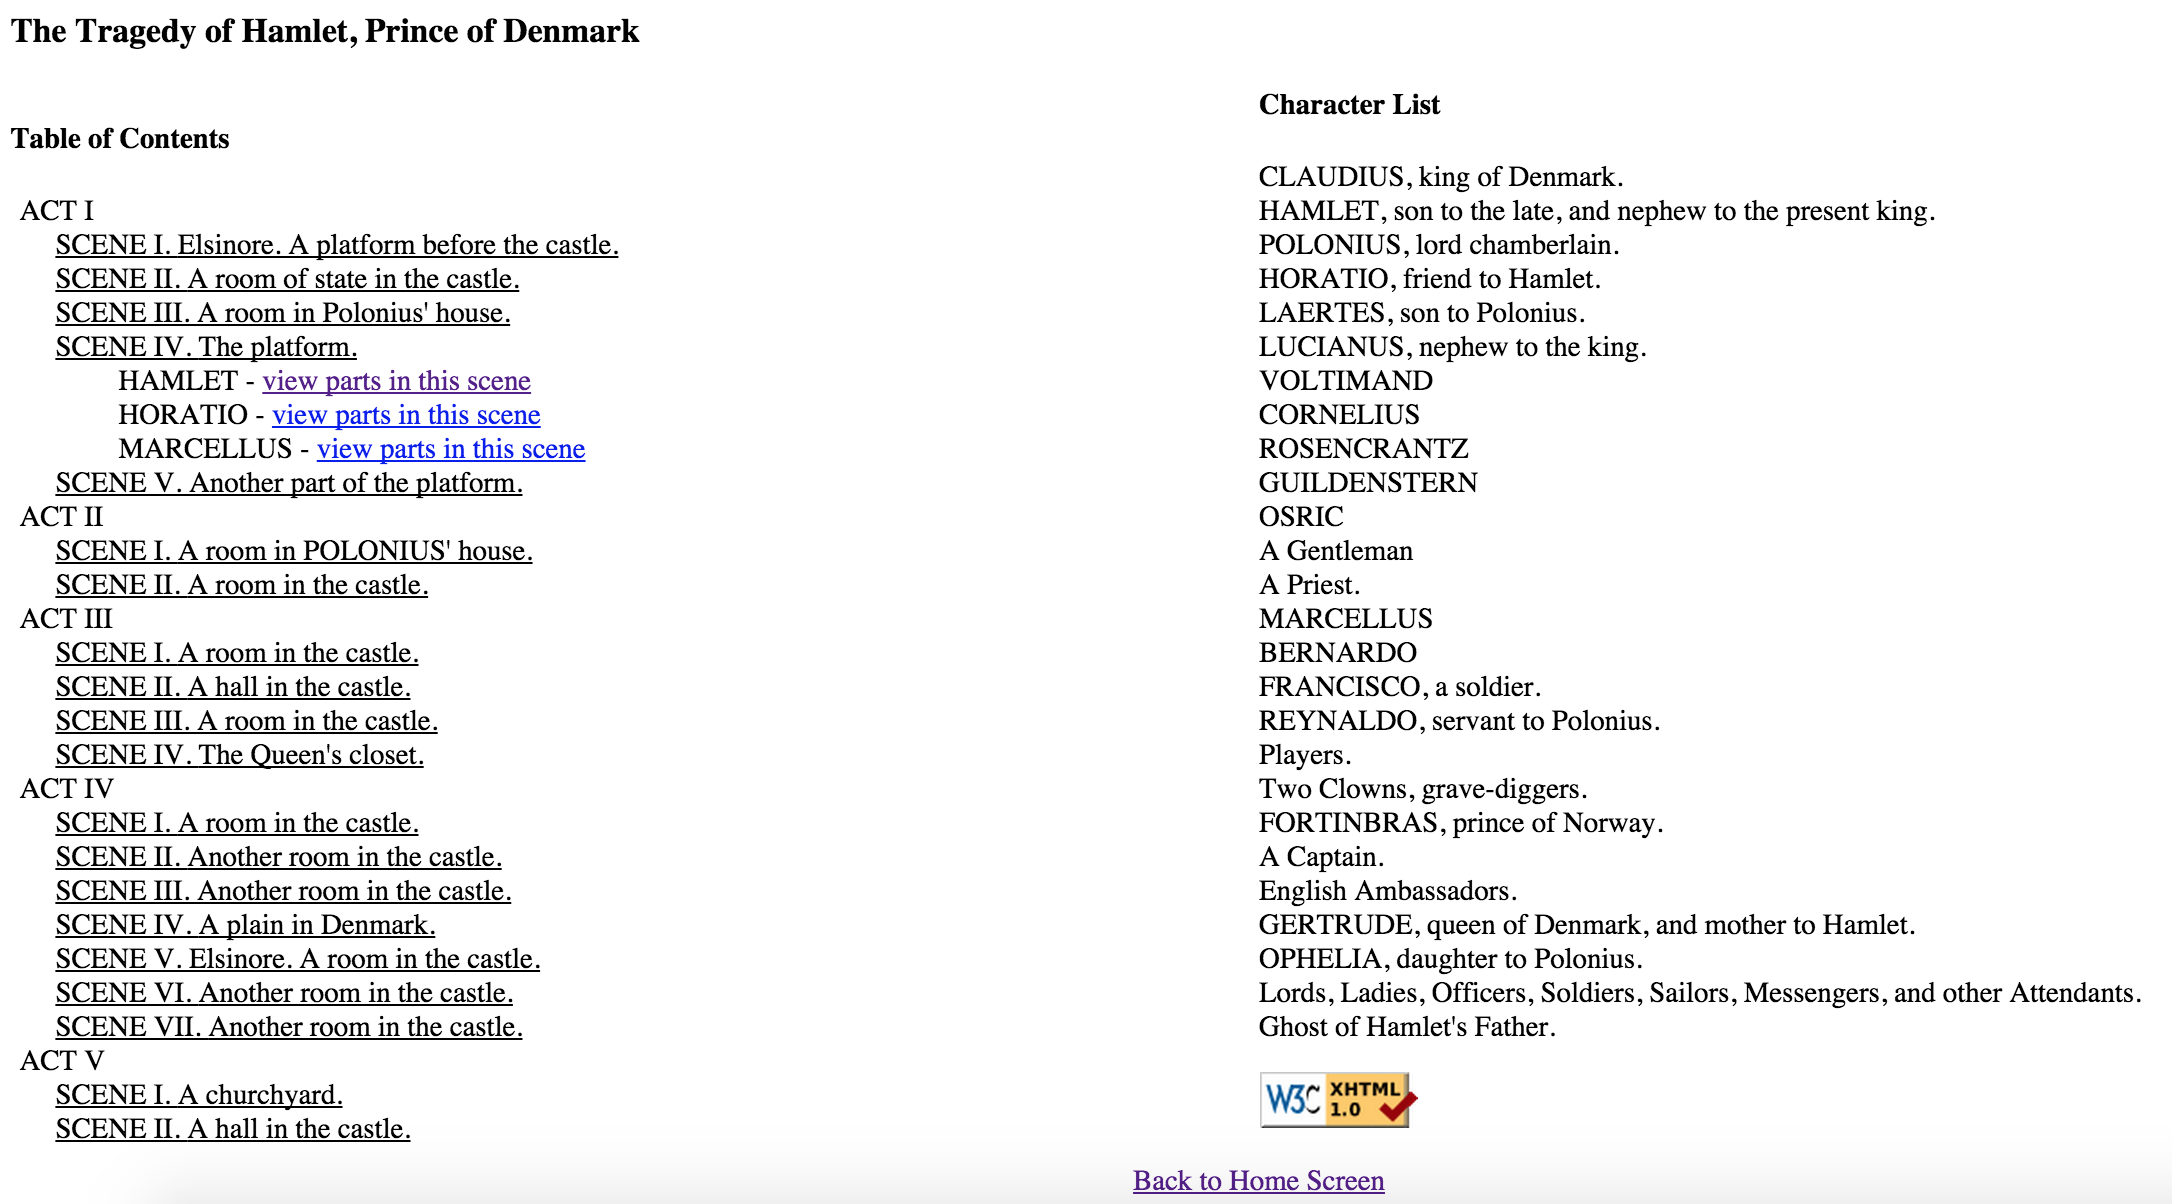 The Tragedy of Hamlet, Prince of Denmark
Table of Contents
ACT I
SCENE I. Elsinore. A platform before the castle.
SCENE II. A room of state in the castle.
SCENE III. A room in Polonius' house.
SCENE IV. The platform.
HAMLET - view parts in this scene
HORATIO - view parts in this scene
MARCELLUS - view parts in this scene
SCENE V. Another part of the platform.
ACT II
SCENE I. A room in POLONIUS' house.
SCENE II. A room in the castle.
ACT III
SCENE I. A room in the castle.
SCENE II. A hall in the castle.
SCENE III. A room in the castle.
SCENE IV. The Queen's closet.
ACT IV
SCENE I. A room in the castle.
SCENE II. Another room in the castle.
SCENE III. Another room in the castle.
SCENE IV. A plain in Denmark.
SCENE V. Elsinore. A room in the castle.
SCENE VI. Another room in the castle.
SCENE VII. Another room in the castle.
ACT V
SCENE I. A churchyard.
SCENE II. A hall in the castle.
Character List
CLAUDIUS, king of Denmark.
HAMLET, son to the late, and nephew to the present king.
POLONIUS, lord chamberlain.
HORATIO, friend to Hamlet.
LAERTES, son to Polonius.
LUCIANUS, nephew to the king.
VOLTIMAND
CORNELIUS
ROSENCRANTZ
GUILDENSTERN
OSRIC
A Gentleman
A Priest.
MARCELLUS
BERNARDO
FRANCISCO, a soldier.
REYNALDO, servant to Polonius.
Players.
Two Clowns, grave-diggers.
FORTINBRAS, prince of Norway.
A Captain.
English Ambassadors.
GERTRUDE, queen of Denmark, and mother to Hamlet.
OPHELIA, daughter to Polonius.
Lords, Ladies, Officers, Soldiers, Sailors, Messengers, and other Attendants.
Ghost of Hamlet's Father.
W3C XHTML
1.0
Back to Home Screen